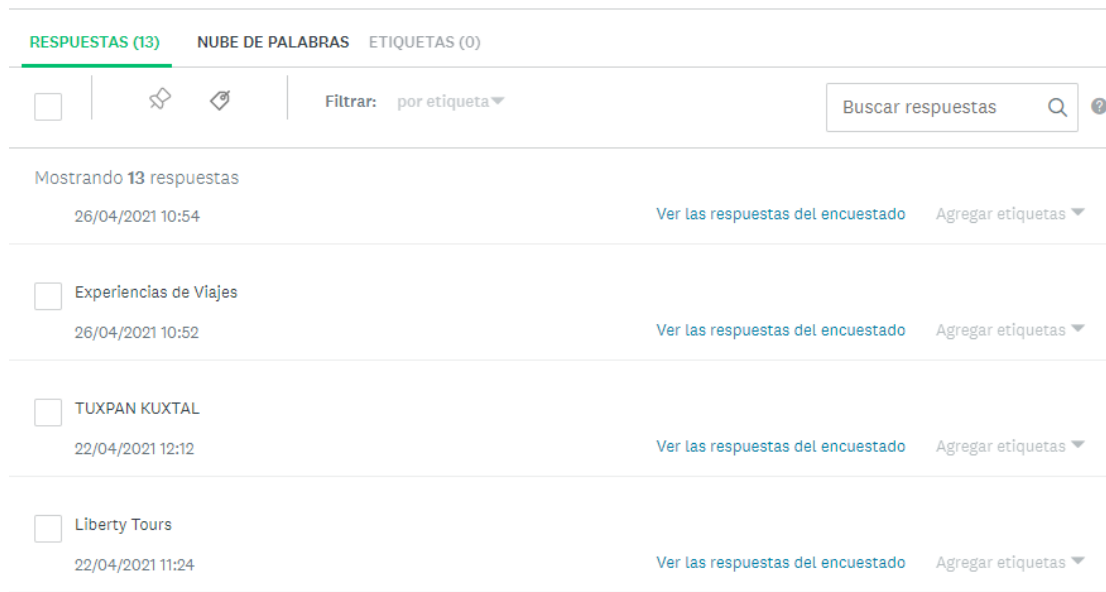 RESPUESTAS (13) NUBE DE PALABRAS ETIQUETAS (0)
Filtrar: por etiqueta Buscar respuestas
Mostrando 13 respuestas
26/04/2021 10:54 Ver las respuestas del encuestado Agregar etiquetas
Experiencias de Viajes
26/04/2021 10:52 Ver las respuestas del encuestado Agregar etiquetas
TUXPAN KUXTAL
22/04/2021 12:12 Ver las respuestas del encuestado Agregar etiquetas
Liberty Tours
22/04/2021 11:24 Ver las respuestas del encuestado Agregar etiquetas